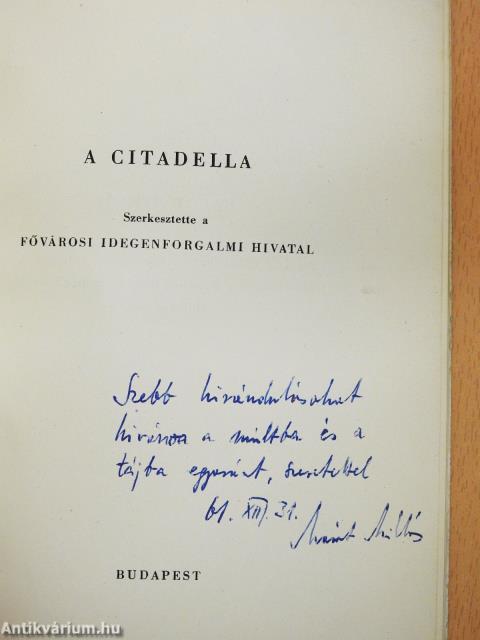 A CITADELLA
Szerkesztette a
FŐVÁROSI IDEGENFORGALMI HIVATAL
Szebb kirándulásokat
kívánva a múltba és a
tájba egyaránt, szeretettel
61. XII. 31.
Miklós
BUDAPEST
Antikvárium.hu